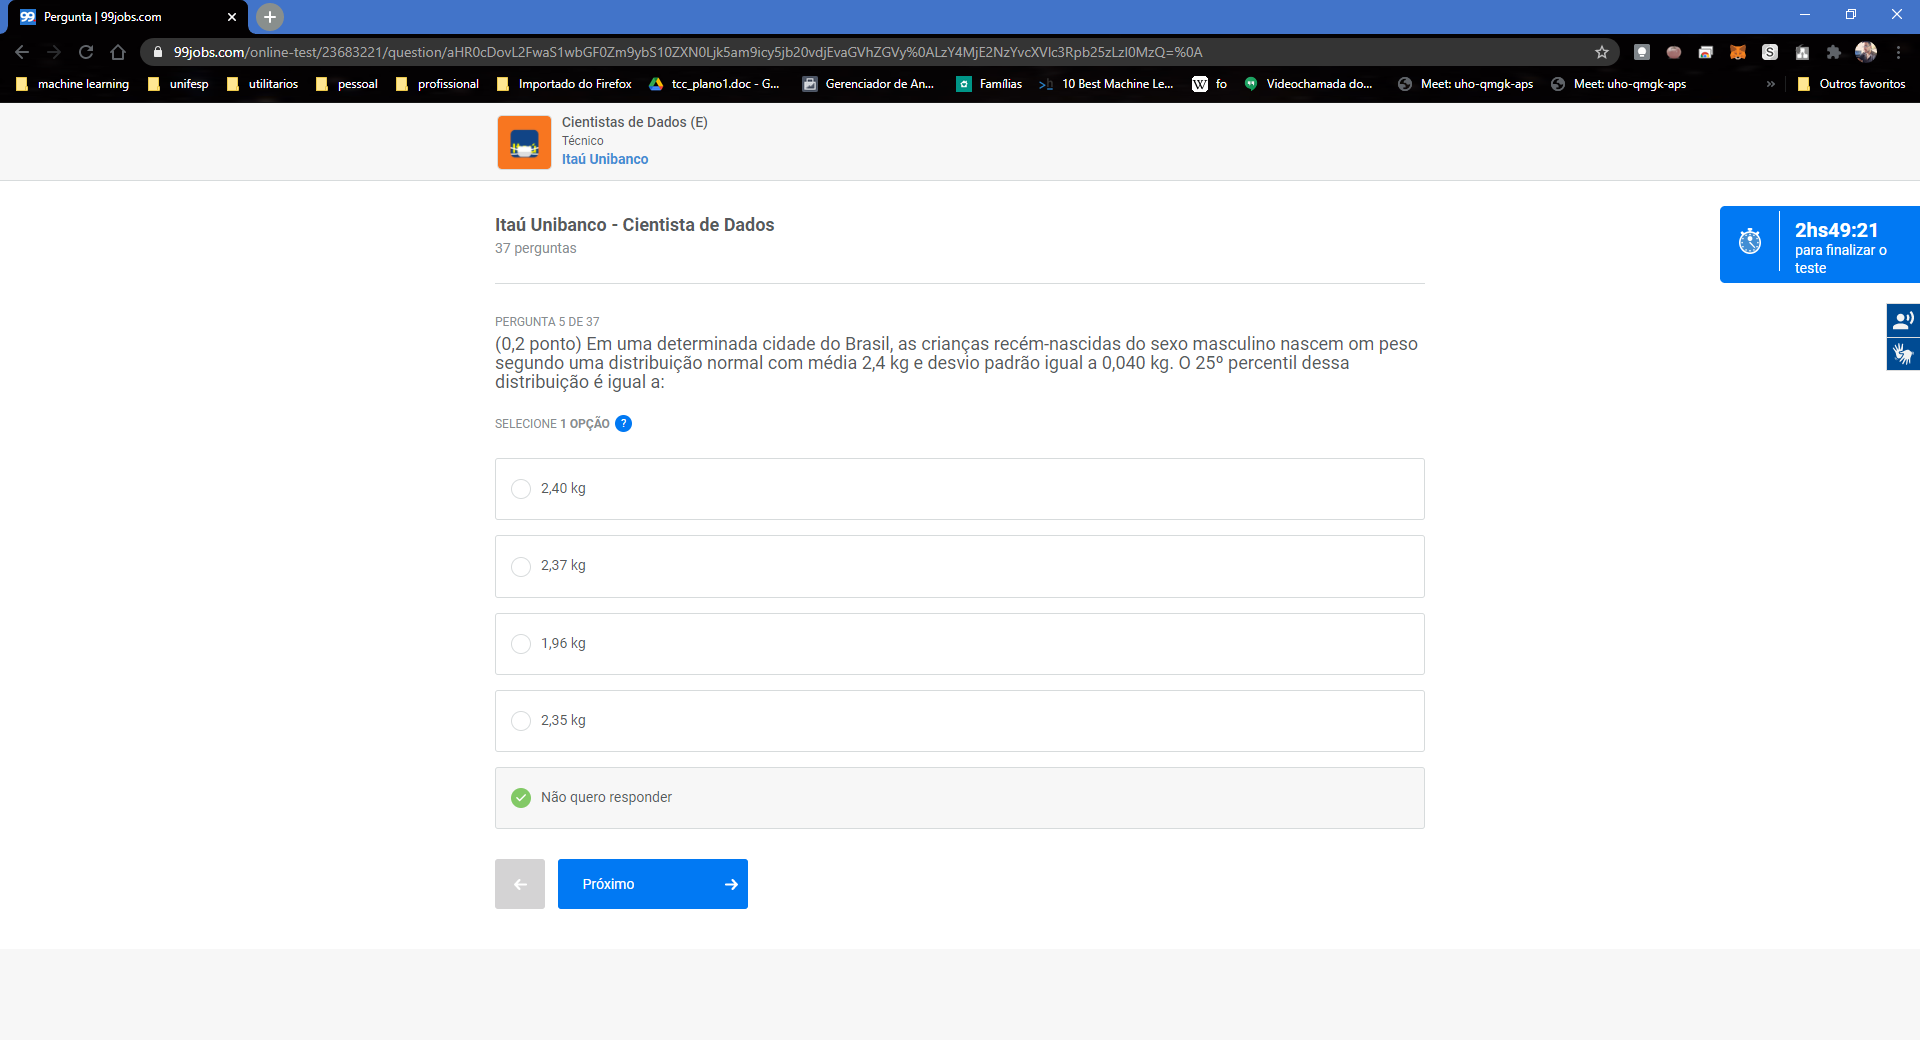 Pergunta | 99jobs.com
99jobs.com/online-test/23683221/question/aHR0cDovL2FwaS1wbGF0Zm9ybS10ZXN0Ljk5am9icy5jb20vdjEvaGVhZGVy%0ALzY4MjE2NzYvcXVlc3Rpb25zLzI0MzQ=%0A
machine learning
unifesp
utilitarios
pessoal
profissional
Importado do Firefox
tcc_plano1.doc - G...
Gerenciador de An...
Famílias
10 Best Machine Le...
fo
Videochamada do...
Meet: uho-qmgk-aps
Meet: uho-qmgk-aps
Outros favoritos
Cientistas de Dados (E)
Técnico
Itaú Unibanco
Itaú Unibanco - Cientista de Dados
37 perguntas
2hs49:21
para finalizar o
teste
PERGUNTA 5 DE 37
(0,2 ponto) Em uma determinada cidade do Brasil, as crianças recém-nascidas do sexo masculino nascem om peso
segundo uma distribuição normal com média 2,4 kg e desvio padrão igual a 0,040 kg. O 25º percentil dessa
distribuição é igual a:
SELECIONE 1 OPÇÃO ?
2,40 kg
2,37 kg
1,96 kg
2,35 kg
Não quero responder
Próximo